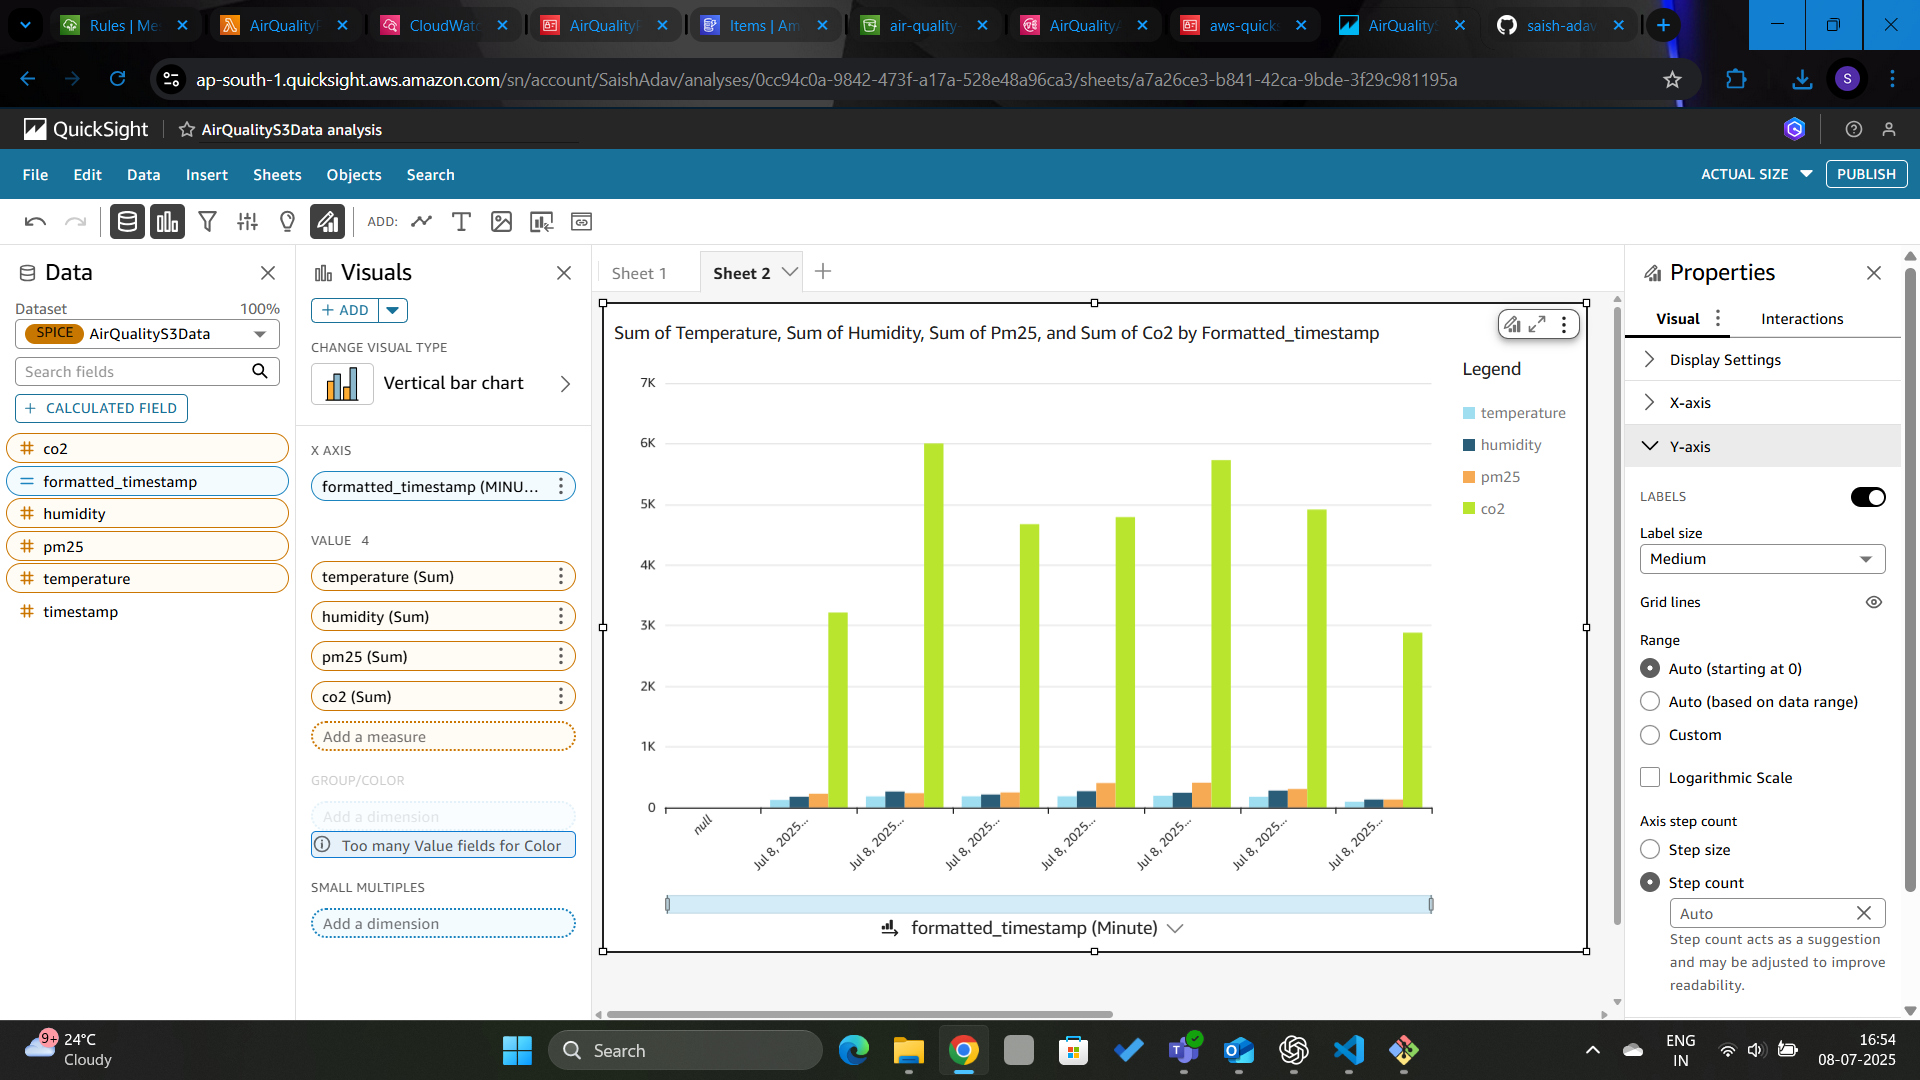 Rules | Me
AirQualityI
CloudWat
AirQualityI
Items | Am
air-quality
AirQualityA
aws-quick
AirQualityS
saish-adav
ap-south-1.quicksight.aws.amazon.com/sn/account/SaishAdav/analyses/0cc94c0a-9842-473f-a17a-528e48a96ca3/sheets/a7a26ce3-b841-42ca-9bde-3f29c981195a
S
QuickSight
AirQualityS3Data analysis
File Edit Data Insert Sheets Objects Search
ACTUAL SIZE
PUBLISH
ADD:
Data
Dataset
100%
SPICE AirQualityS3Data
Search fields
+ CALCULATED FIELD
co2
formatted_timestamp
humidity
pm25
temperature
timestamp
Visuals
+ ADD
CHANGE VISUAL TYPE
Vertical bar chart
X AXIS
formatted_timestamp (MINU...
VALUE 4
temperature (Sum)
humidity (Sum)
pm25 (Sum)
co2 (Sum)
Add a measure
GROUP/COLOR
Add a dimension
Too many Value fields for Color
SMALL MULTIPLES
Add a dimension
Sheet 1
Sheet 2
Sum of Temperature, Sum of Humidity, Sum of Pm25, and Sum of Co2 by Formatted_timestamp
7K
6K
5K
4K
3K
2K
1K
0
null
Jul 8, 2025...
Jul 8, 2025...
Jul 8, 2025...
Jul 8, 2025...
Jul 8, 2025...
Jul 8, 2025...
Jul 8, 2025...
formatted_timestamp (Minute)
Legend
temperature
humidity
pm25
co2
Properties
Visual
Interactions
Display Settings
X-axis
Y-axis
LABELS
Label size
Medium
Grid lines
Range
Auto (starting at 0)
Auto (based on data range)
Custom
Logarithmic Scale
Axis step count
Step size
Step count
Auto
Step count acts as a suggestion
and may be adjusted to improve
readability.
9+
24°C
Cloudy
Search
ENG
IN
16:54
08-07-2025